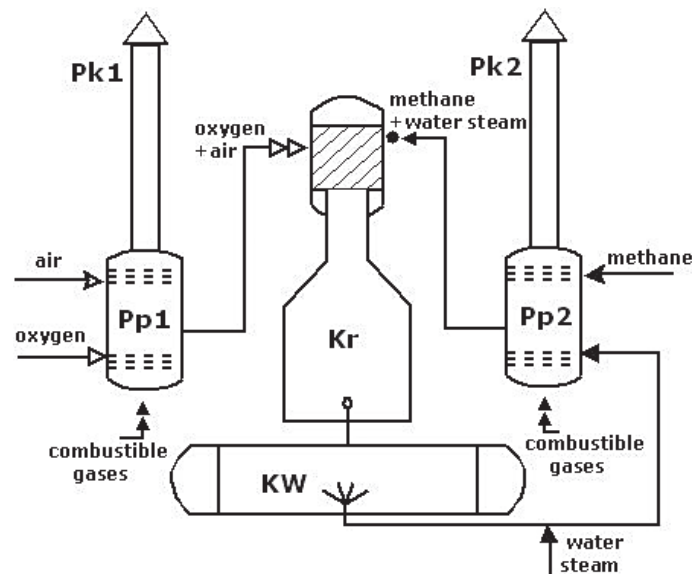 Pk1
Pk2
methane
+ water steam
oxygen
+ air
air
methane
Pp1
Pp2
oxygen
Kr
combustible
gases
combustible
gases
KW
water
steam